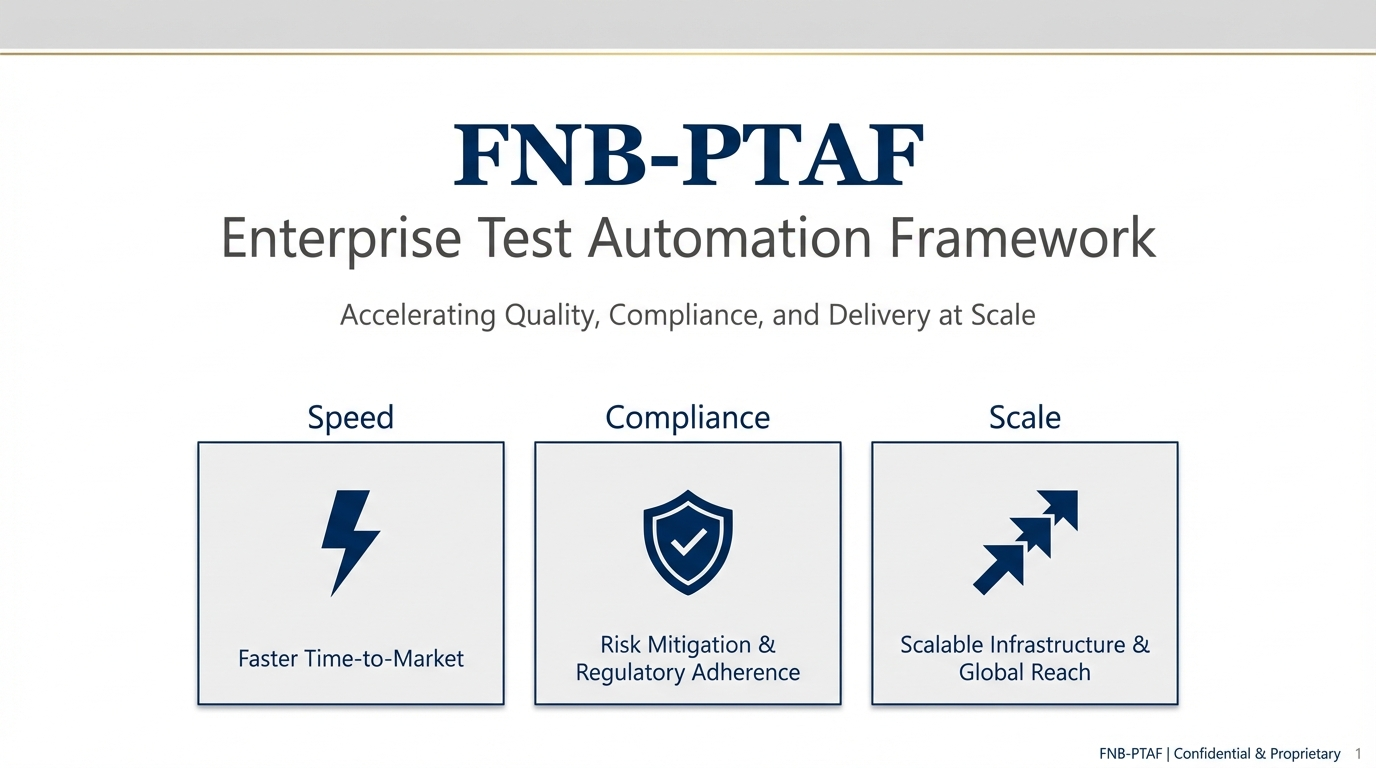 FNB-PTAF
Enterprise Test Automation Framework
Accelerating Quality, Compliance, and Delivery at Scale
Speed
Faster Time-to-Market
Compliance
Risk Mitigation &
Regulatory Adherence
Scale
Scalable Infrastructure &
Global Reach
FNB-PTAF | Confidential & Proprietary 1